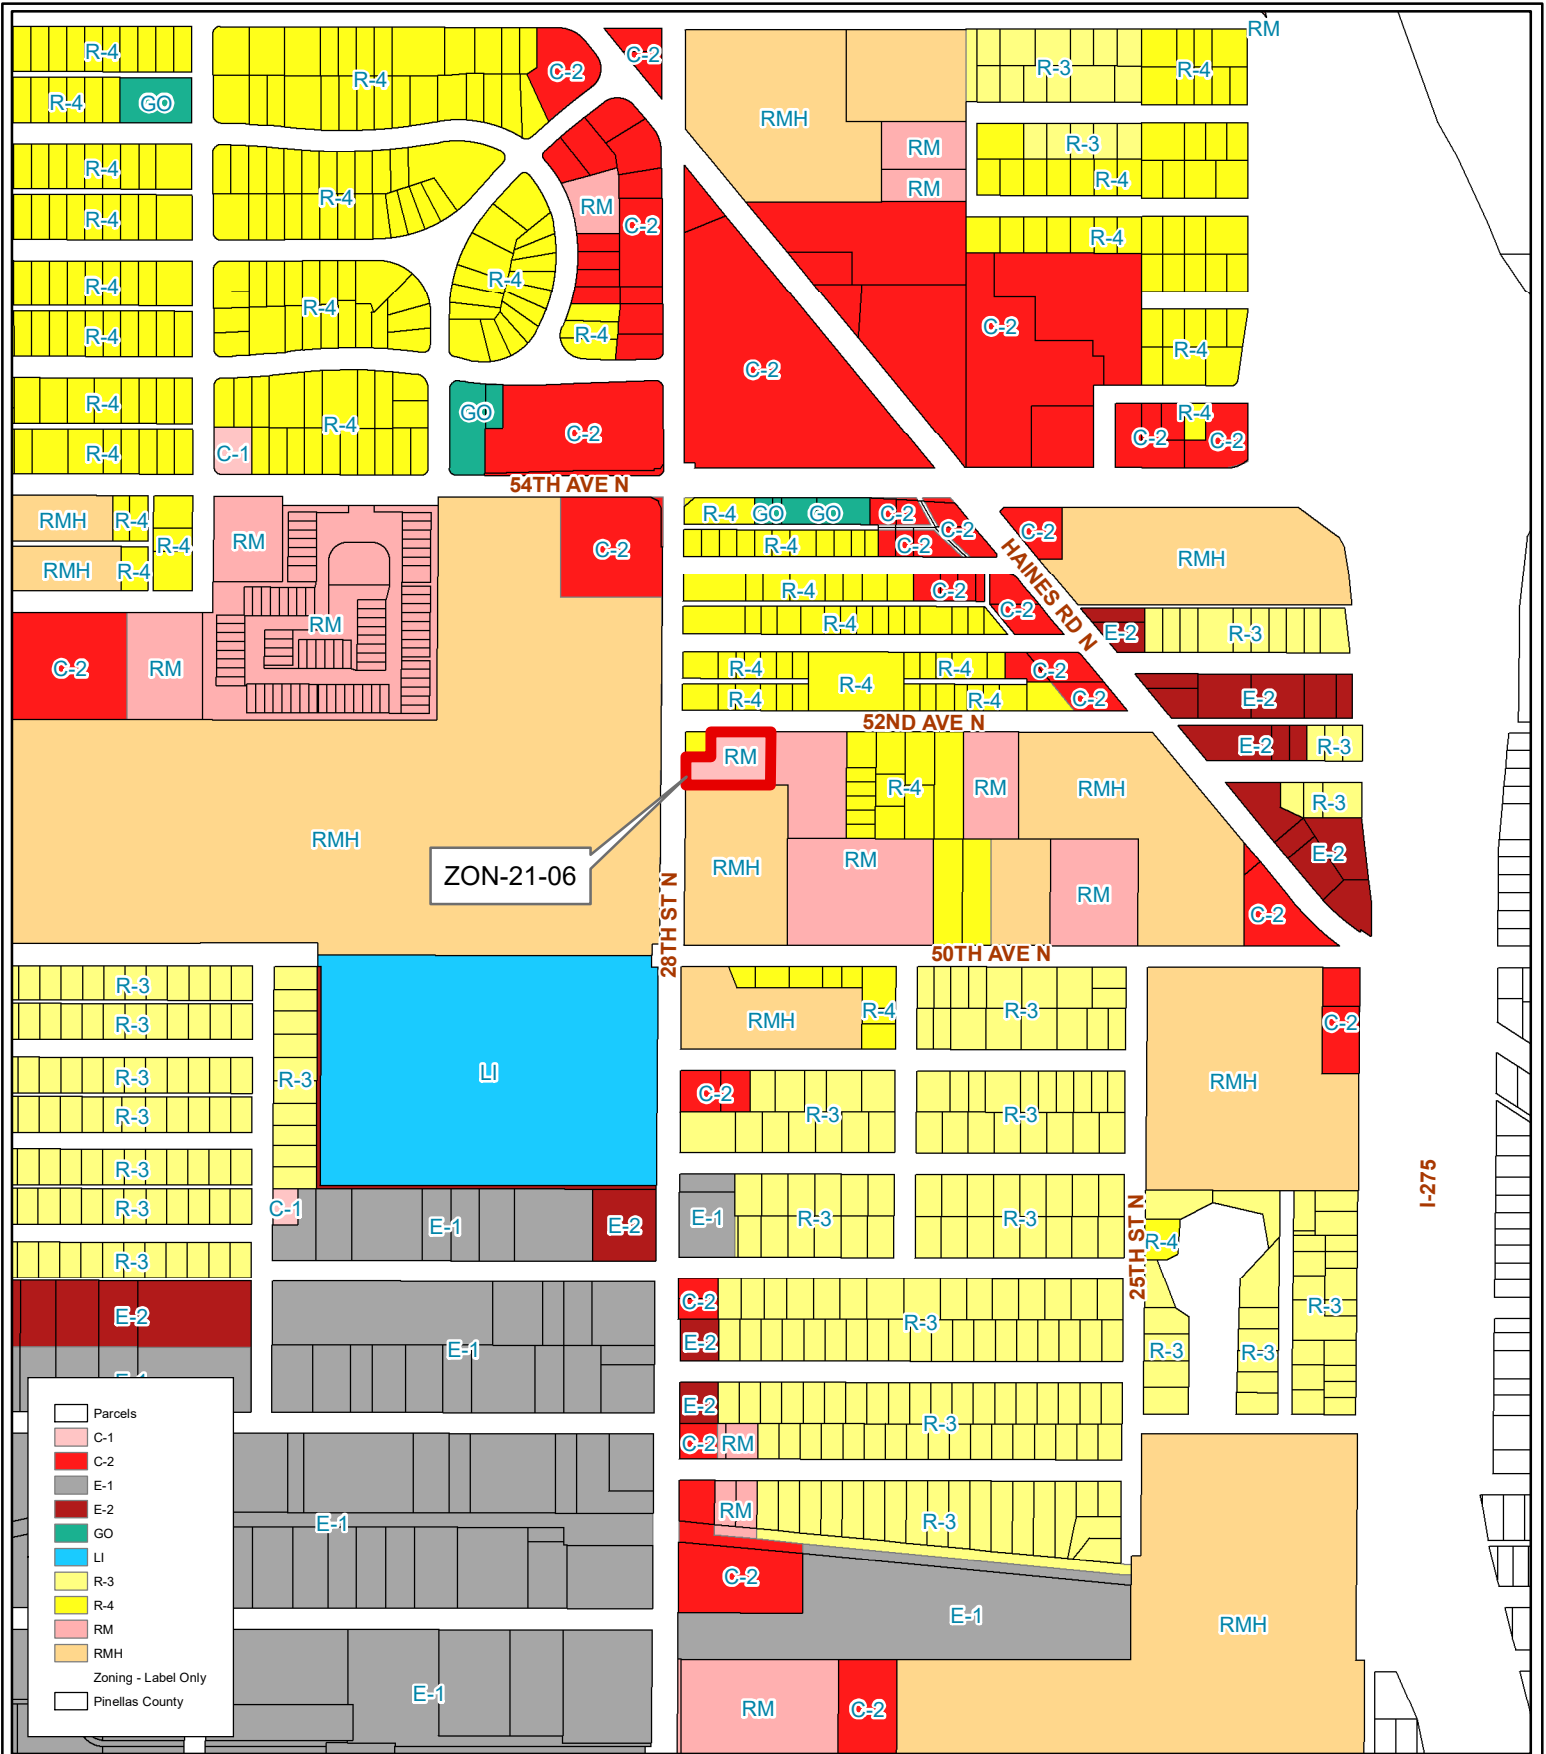 RM
R-4
R-4
C-2
C-2
R-3
R-4
R-4
GO
RMH
R-4
R-4
RM
R-3
R-4
RM
R-4
R-4
RM
C-2
R-4
R-4
R-4
R-4
R-4
R-4
R-4
C-2
R-4
C-2
R-4
R-4
GO
R-4
C-2
R-4
C-2
C-2
R-4
C-1
54TH AVE N
RMH
R-4
R-4
RM
C-2
R-4
GO
GO
C-2
C-2
C-2
R-4
C-2
HAINES RD N
RMH
RMH
R-4
R-4
C-2
C-2
RM
R-4
E-2
R-3
C-2
RM
R-4
R-4
R-4
C-2
R-4
R-4
C-2
E-2
52ND AVE N
RM
E-2
R-3
R-4
RM
RMH
R-3
RMH
RMH
RM
E-2
ZON-21-06
RM
C-2
28TH ST N
50TH AVE N
R-3
R-3
RMH
R-4
R-3
C-2
LI
R-3
R-3
R-3
C-2
R-3
R-3
RMH
R-3
R-3
C-1
E-1
E-2
E-1
R-3
R-3
I-275
25TH ST N
R-4
R-3
E-2
E-1
C-2
E-2
R-3
R-3
R-3
R-3
E-1
E-2
C-2
RM
R-3
E-1
RM
R-3
C-2
E-1
RMH
E-1
RM
C-2
Parcels
C-1
C-2
E-1
E-2
GO
LI
R-3
R-4
RM
RMH
Zoning - Label Only
Pinellas County